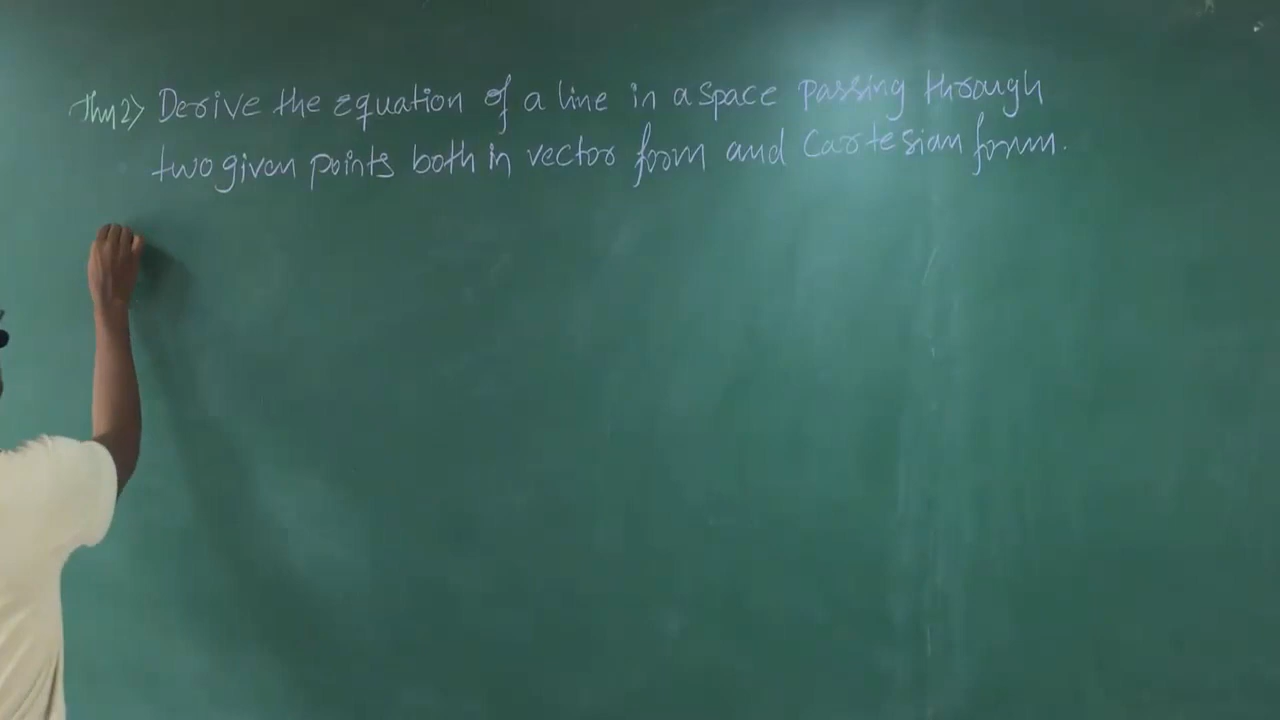 Thm 2) Derive the equation of a line in a space passing through
two given points both in vector form and Cartesian form.